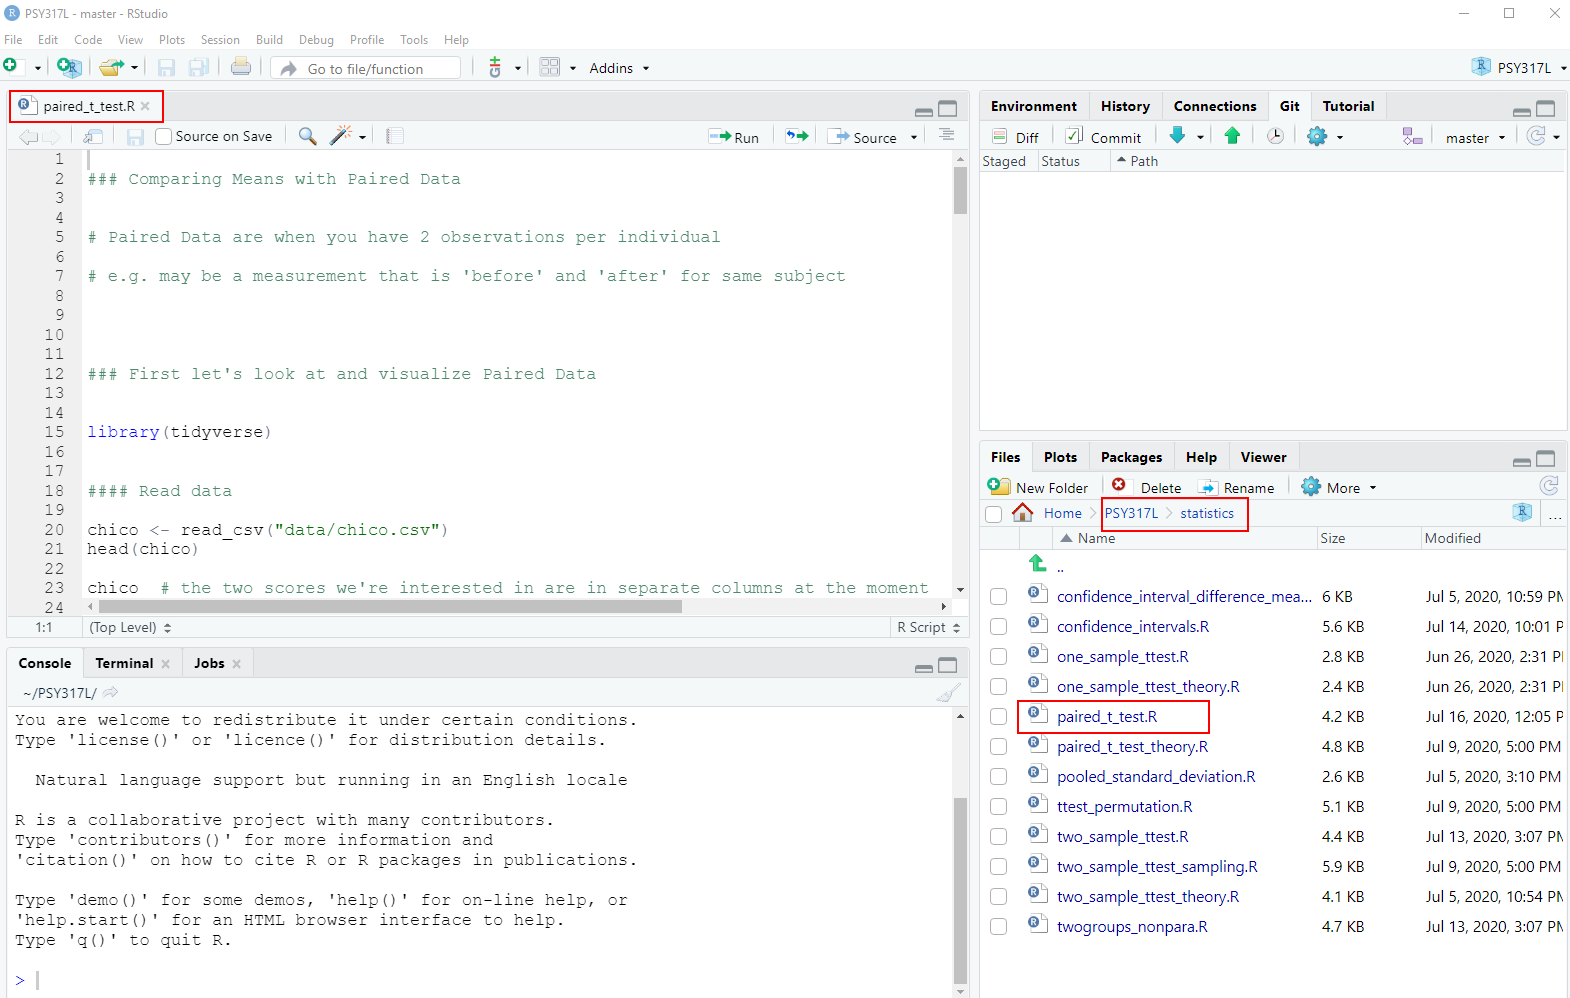 PSY317L - master - RStudio
File Edit Code View Plots Session Build Debug Profile Tools Help
Go to file/function Addins PSY317L
paired_t_test.R
Source on Save Run Source
1
2 ### Comparing Means with Paired Data
3
4
5 # Paired Data are when you have 2 observations per individual
6
7 # e.g. may be a measurement that is 'before' and 'after' for same subject
8
9
10
11
12 ### First let's look at and visualize Paired Data
13
14
15 library(tidyverse)
16
17
18 #### Read data
19
20 chico <- read_csv("data/chico.csv")
21 head(chico)
22
23 chico  # the two scores we're interested in are in separate columns at the moment
24
1:1 (Top Level) R Script
Console Terminal Jobs
~/PSY317L/
You are welcome to redistribute it under certain conditions.
Type 'license()' or 'licence()' for distribution details.
Natural language support but running in an English locale
R is a collaborative project with many contributors.
Type 'contributors()' for more information and
'citation()' on how to cite R or R packages in publications.
Type 'demo()' for some demos, 'help()' for on-line help, or
'help.start()' for an HTML browser interface to help.
Type 'q()' to quit R.
>
Environment History Connections Git Tutorial
Diff Commit master
Staged Status Path
Files Plots Packages Help Viewer
New Folder Delete Rename More
Home PSY317L statistics ...
Name Size Modified
..
confidence_interval_difference_mea... 6 KB Jul 5, 2020, 10:59 PM
confidence_intervals.R 5.6 KB Jul 14, 2020, 10:01 P
one_sample_ttest.R 2.8 KB Jun 26, 2020, 2:31 PI
one_sample_ttest_theory.R 2.4 KB Jun 26, 2020, 2:31 PI
paired_t_test.R 4.2 KB Jul 16, 2020, 12:05 P
paired_t_test_theory.R 4.8 KB Jul 9, 2020, 5:00 PM
pooled_standard_deviation.R 2.6 KB Jul 5, 2020, 3:10 PM
ttest_permutation.R 5.1 KB Jul 9, 2020, 5:00 PM
two_sample_ttest.R 4.4 KB Jul 13, 2020, 3:07 PM
two_sample_ttest_sampling.R 5.9 KB Jul 9, 2020, 5:00 PM
two_sample_ttest_theory.R 4.1 KB Jul 5, 2020, 10:54 PM
twogroups_nonpara.R 4.7 KB Jul 13, 2020, 3:07 PM